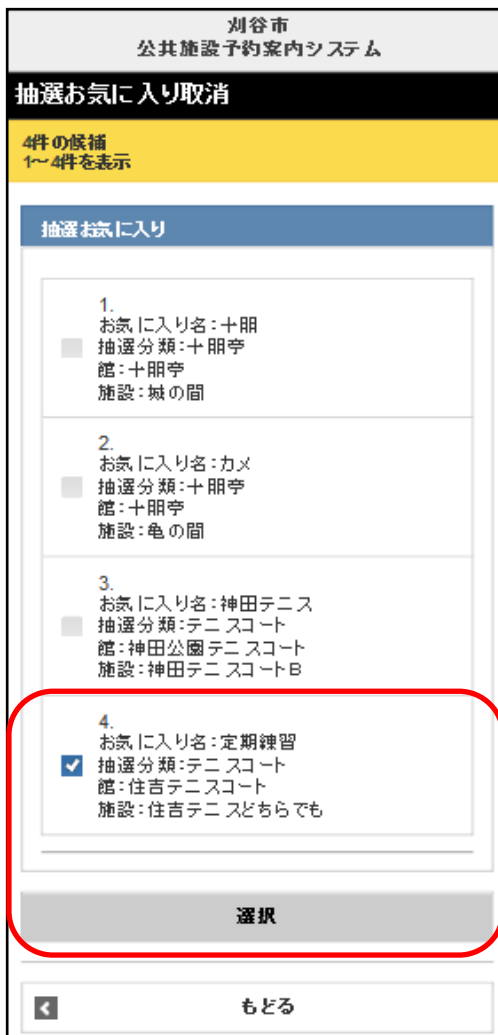 刈谷市
公共施設予約案内システム
抽選お気に入り取消
4件の候補
1～4件を表示
抽選お気に入り
1.
お気に入り名：十朋
抽選分類：十朋亭
館：十朋亭
施設：城の間
2.
お気に入り名：カメ
抽選分類：十朋亭
館：十朋亭
施設：亀の間
3.
お気に入り名：神田テニス
抽選分類：テニスコート
館：神田公園テニスコート
施設：神田テニスコートB
4.
お気に入り名：定期練習
抽選分類：テニスコート
館：住吉テニスコート
施設：住吉テニスどちらでも
選択
もどる